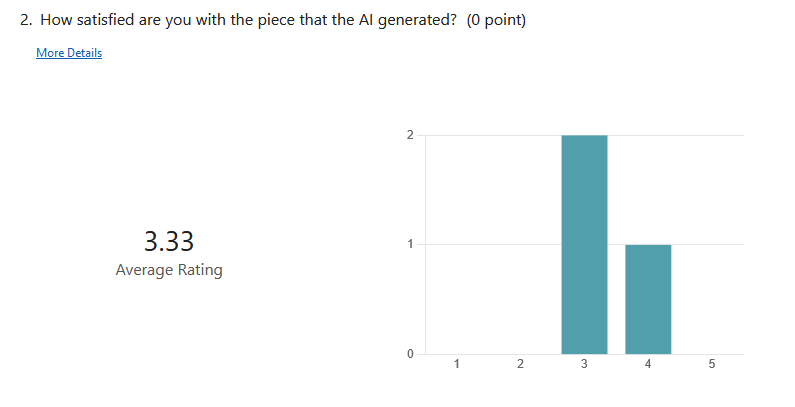 2. How satisfied are you with the piece that the AI generated? (0 point)
More Details
2
1
0
3.33
Average Rating
1 2 3 4 5